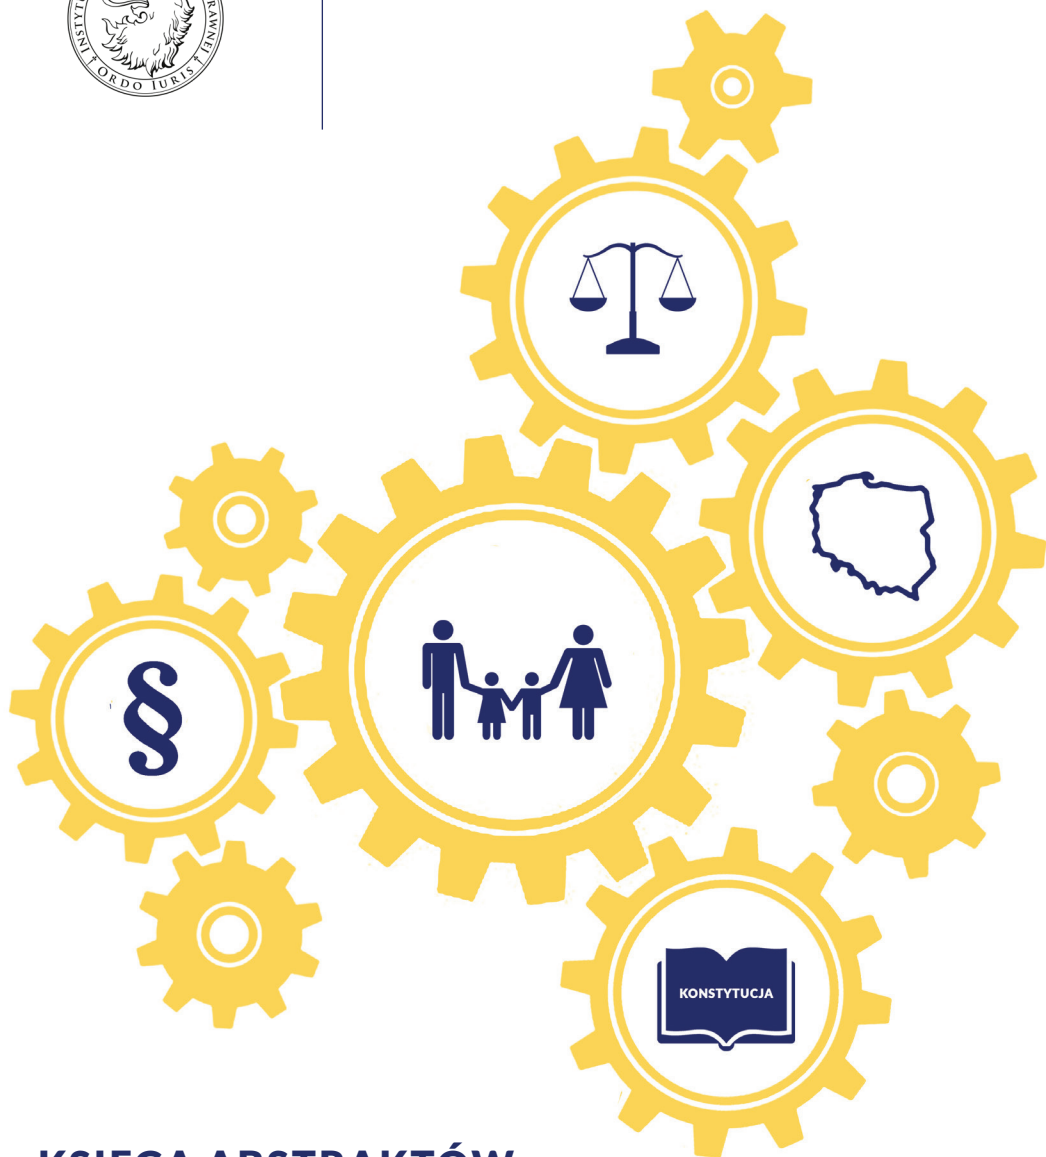 † ORDO IURIS †
§
KONSTYTUCJA
KSIĘGA ABSTRAKTÓW